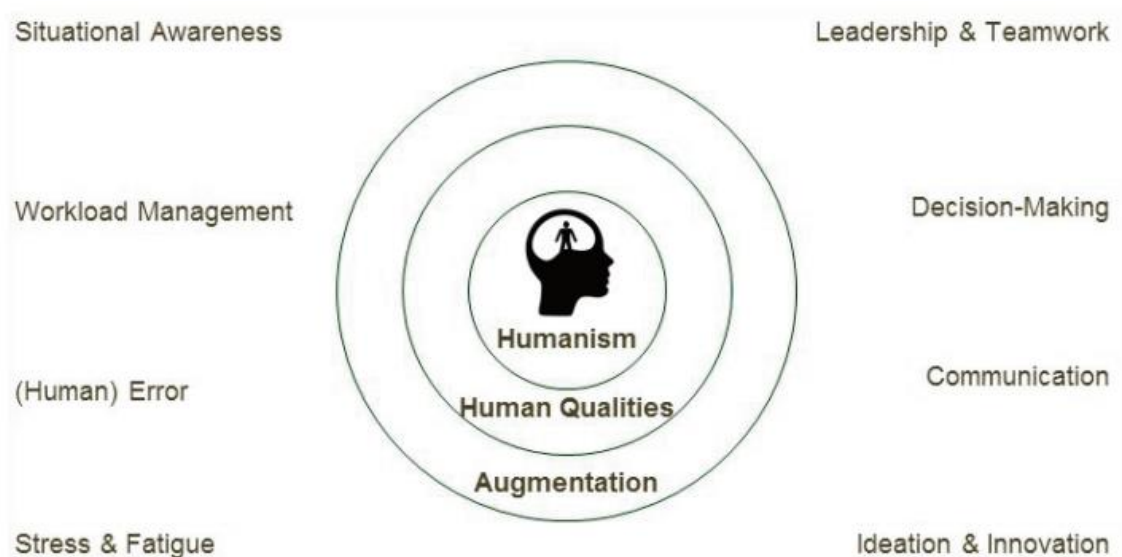 Situational Awareness
Leadership & Teamwork
Workload Management
Decision-Making
Humanism
(Human) Error
Communication
Human Qualities
Augmentation
Stress & Fatigue
Ideation & Innovation